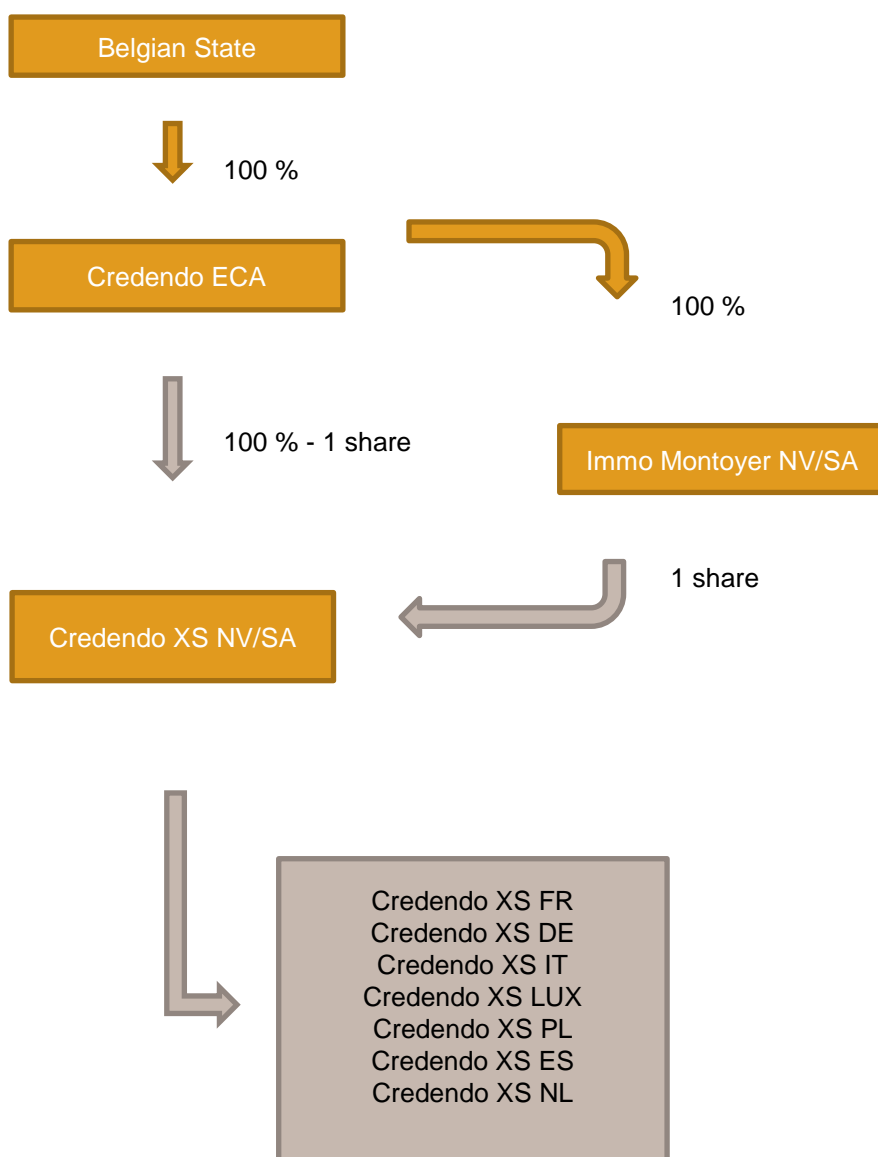 Belgian State
100 %
Credendo ECA
100 %
100 % - 1 share
Immo Montoyer NV/SA
1 share
Credendo XS NV/SA
Credendo XS FR
Credendo XS DE
Credendo XS IT
Credendo XS LUX
Credendo XS PL
Credendo XS ES
Credendo XS NL